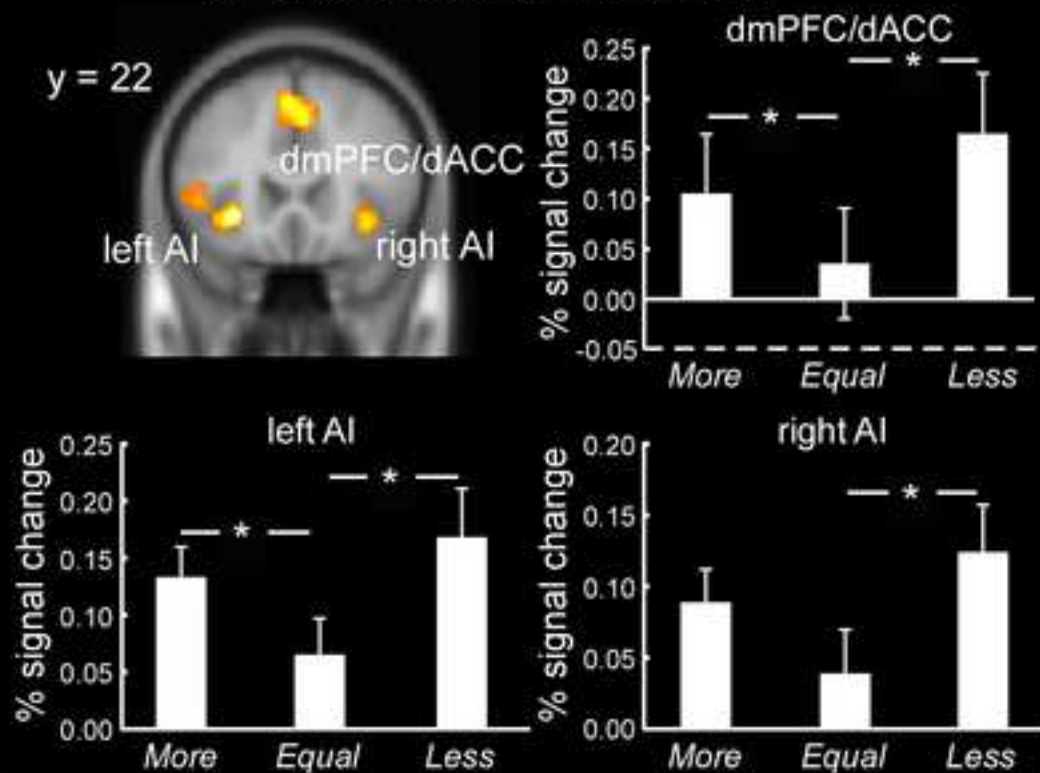 y = 22
dmPFC/dACC
left AI
right AI
dmPFC/dACC
% signal change
0.25
0.20
0.15
0.10
0.05
0.00
-0.05
*
*
More Equal Less
left AI
% signal change
0.25
0.20
0.15
0.10
0.05
0.00
*
*
More Equal Less
right AI
% signal change
0.20
0.15
0.10
0.05
0.00
*
More Equal Less